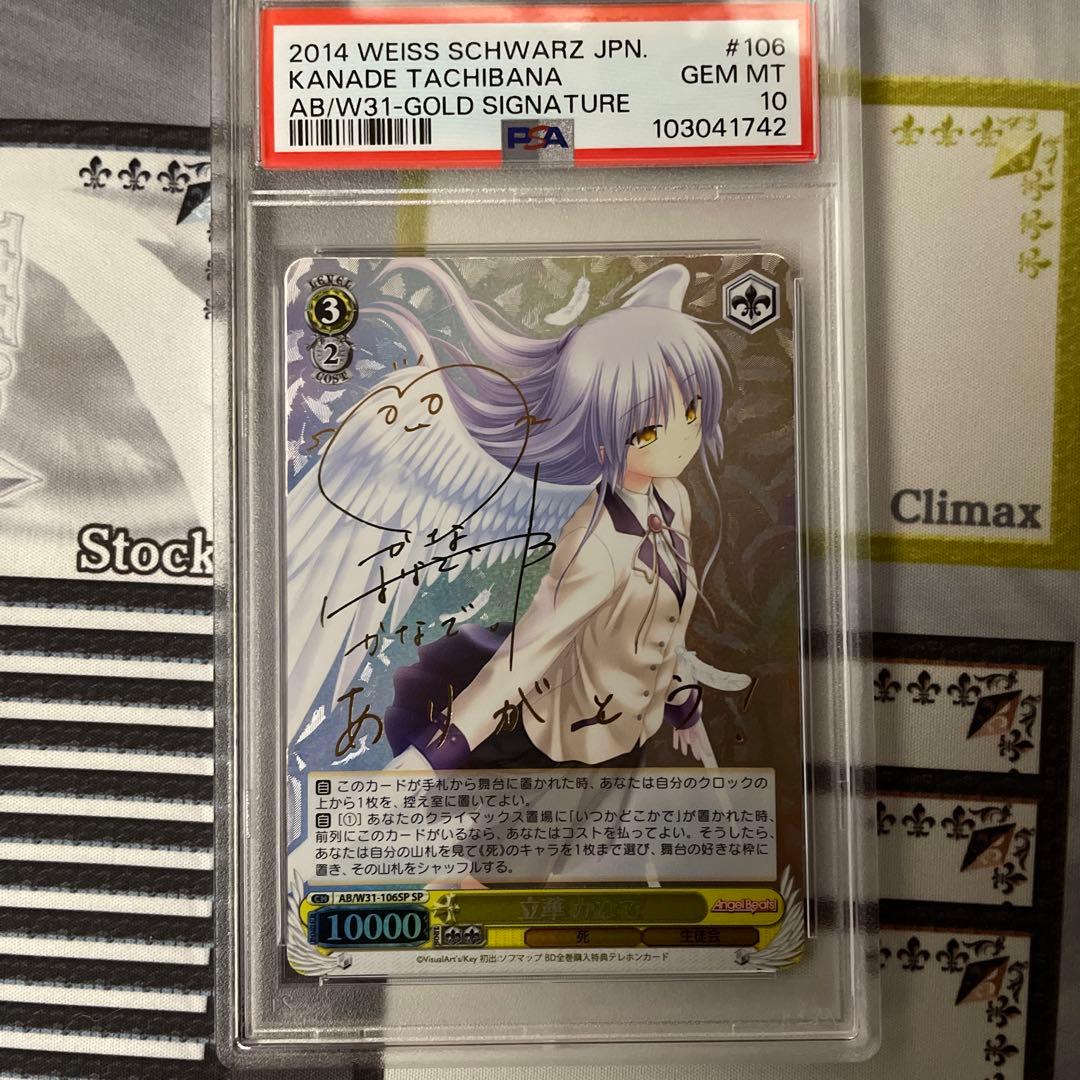 2014 WEISS SCHWARZ JPN. #106
KANADE TACHIBANA GEM MT
AB/W31-GOLD SIGNATURE 10
PSA 103041742
LEVEL
3
2
COST
かなで。
ありがとう!
Stock
Climax
自 このカードが手札から舞台に置かれた時、あなたは自分のクロックの
上から1枚を、控え室に置いてよい。
自 [①] あなたのクライマックス置場に「いつかどこかで」が置かれた時、
前列にこのカードがいるなら、あなたはコストを払ってよい。そうしたら、
あなたは自分の山札を見て《死》のキャラを1枚まで選び、舞台の好きな枠に
置き、その山札をシャッフルする。
CH AB/W31-106SP SP
立華 かなで
Angel Beats!
POWER 10000 SOUL 死 生徒会
©VisualArt's/Key 初出:ソフマップ BD全巻購入特典テレホンカード